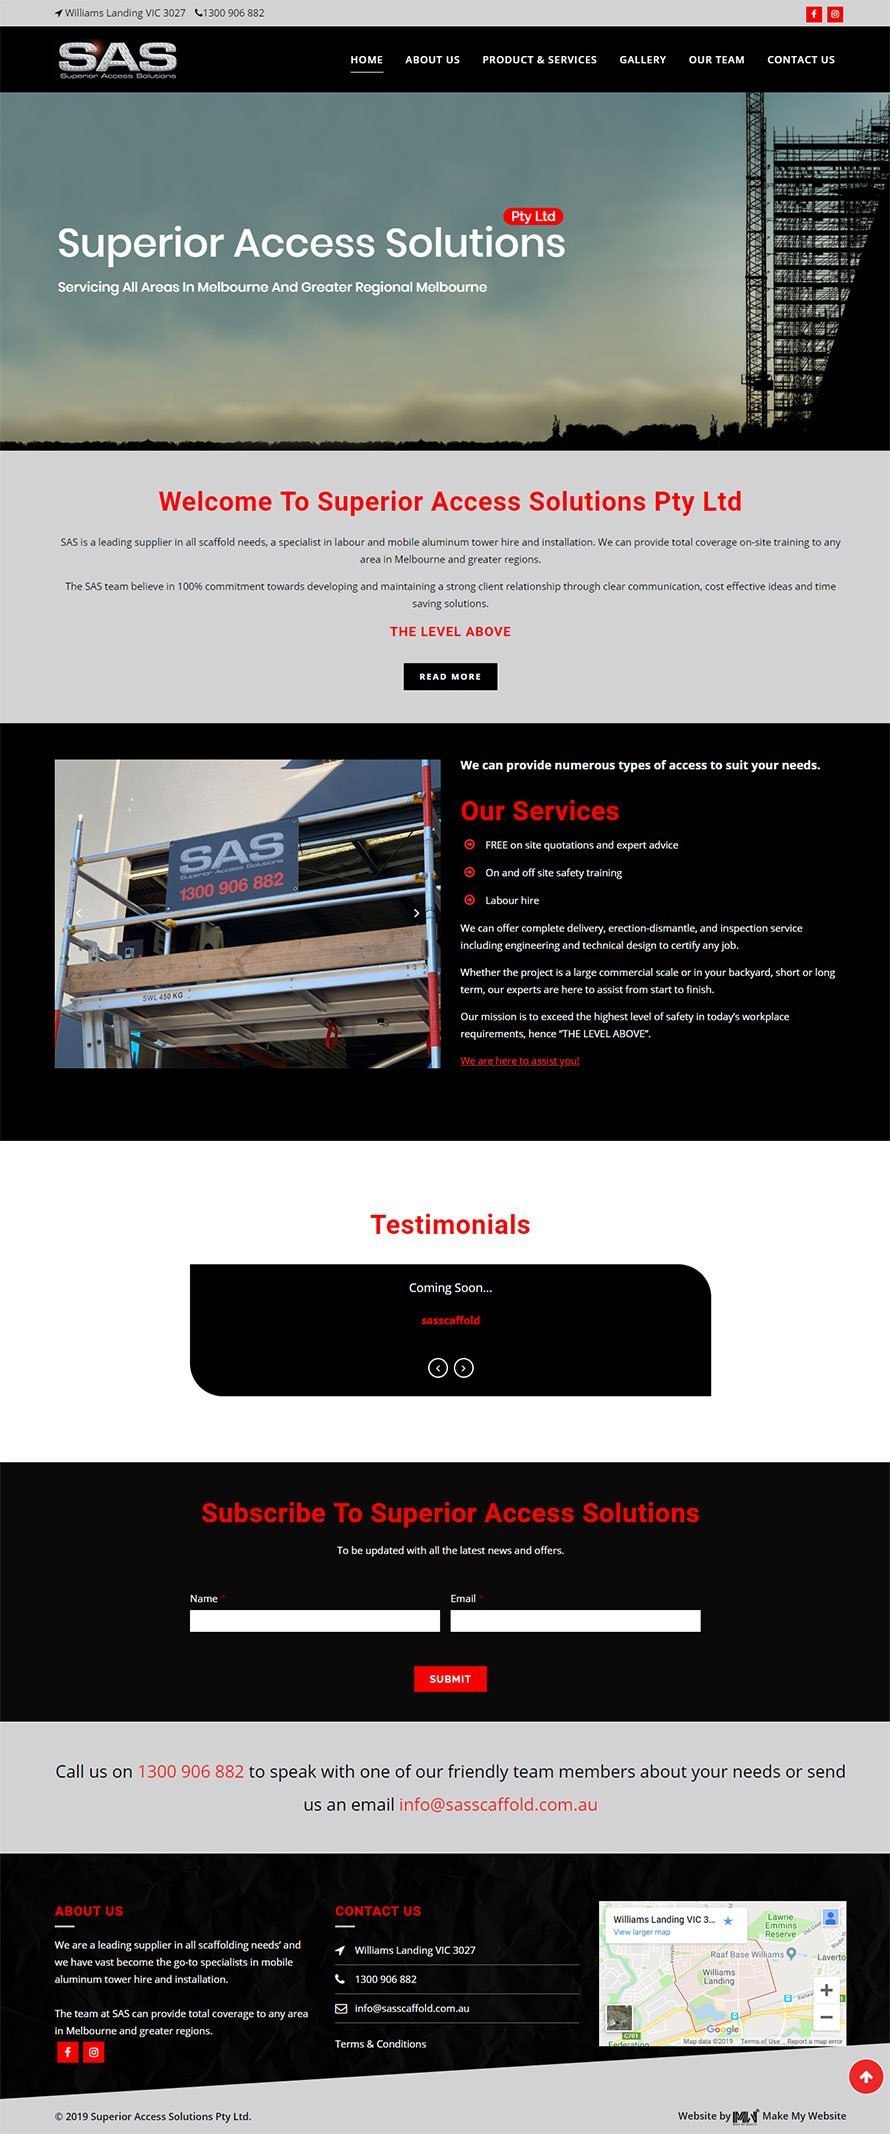 Williams Landing VIC 3027 1300 906 882
SAS
Superior Access Solutions
HOME ABOUT US PRODUCT & SERVICES GALLERY OUR TEAM CONTACT US
Pty Ltd
Superior Access Solutions
Servicing All Areas In Melbourne And Greater Regional Melbourne
Welcome To Superior Access Solutions Pty Ltd
SAS is a leading supplier in all scaffold needs, a specialist in labour and mobile aluminum tower hire and installation. We can provide total coverage on-site training to any
area in Melbourne and greater regions.
The SAS team believe in 100% commitment towards developing and maintaining a strong client relationship through clear communication, cost effective ideas and time
saving solutions.
THE LEVEL ABOVE
READ MORE
SAS
Superior Access Solutions
1300 906 882
SWL 450 KG
We can provide numerous types of access to suit your needs.
Our Services
FREE on site quotations and expert advice
On and off site safety training
Labour hire
We can offer complete delivery, erection-dismantle, and inspection service
including engineering and technical design to certify any job.
Whether the project is a large commercial scale or in your backyard, short or long
term, our experts are here to assist from start to finish.
Our mission is to exceed the highest level of safety in today's workplace
requirements, hence “THE LEVEL ABOVE”.
We are here to assist you!
Testimonials
Coming Soon...
sasscaffold
Subscribe To Superior Access Solutions
To be updated with all the latest news and offers.
Name * Email *
SUBMIT
Call us on 1300 906 882 to speak with one of our friendly team members about your needs or send
us an email info@sasscaffold.com.au
ABOUT US
We are a leading supplier in all scaffolding needs’ and
we have vast become the go-to specialists in mobile
aluminum tower hire and installation.
The team at SAS can provide total coverage to any area
in Melbourne and greater regions.
CONTACT US
Williams Landing VIC 3027
1300 906 882
info@sasscaffold.com.au
Terms & Conditions
Williams Landing VIC 3...
View larger map
Lawrie
Emmins
Reserve
Raaf Base Williams
Laverto
Williams
Landing
C701
Federation
Google
Map data ©2019 Terms of Use Report a map error
© 2019 Superior Access Solutions Pty Ltd.
Website by MMW Make My Website